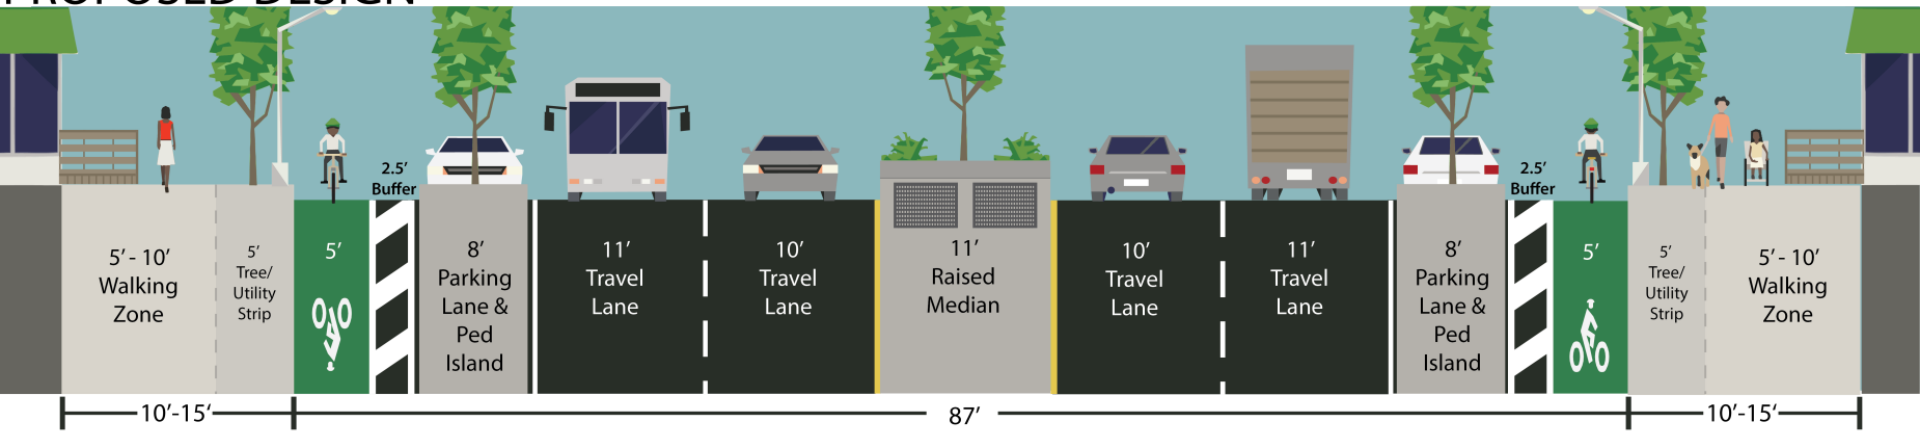 PROPOSED DESIGN
5'- 10'
Walking
Zone
5'
Tree/
Utility
Strip
5'
2.5'
Buffer
8'
Parking
Lane &
Ped
Island
11'
Travel
Lane
10'
Travel
Lane
11'
Raised
Median
10'
Travel
Lane
11'
Travel
Lane
8'
Parking
Lane &
Ped
Island
2.5'
Buffer
5'
5'
Tree/
Utility
Strip
5'- 10'
Walking
Zone
10'-15'
87'
10'-15'